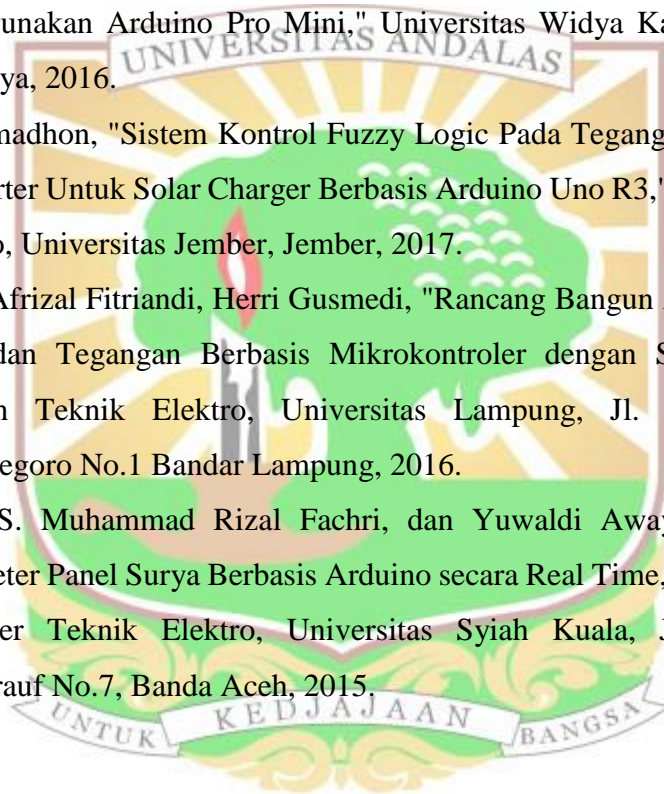 unakan Arduino Pro Mini," Universitas Widya Ka
UNIVERSITAS ANDALAS
ya, 2016.
madhon, "Sistem Kontrol Fuzzy Logic Pada Tegang
rter Untuk Solar Charger Berbasis Arduino Uno R3,"
o, Universitas Jember, Jember, 2017.
Afrizal Fitriandi, Herri Gusmedi, "Rancang Bangun
dan Tegangan Berbasis Mikrokontroler dengan S
n Teknik Elektro, Universitas Lampung, Jl.
egoro No.1 Bandar Lampung, 2016.
S. Muhammad Rizal Fachri, dan Yuwaldi Away
eter Panel Surya Berbasis Arduino secara Real Time,
er Teknik Elektro, Universitas Syiah Kuala, J
rauf No.7, Banda Aceh, 2015.
UNTUK KEDJAJAAN BANGSA